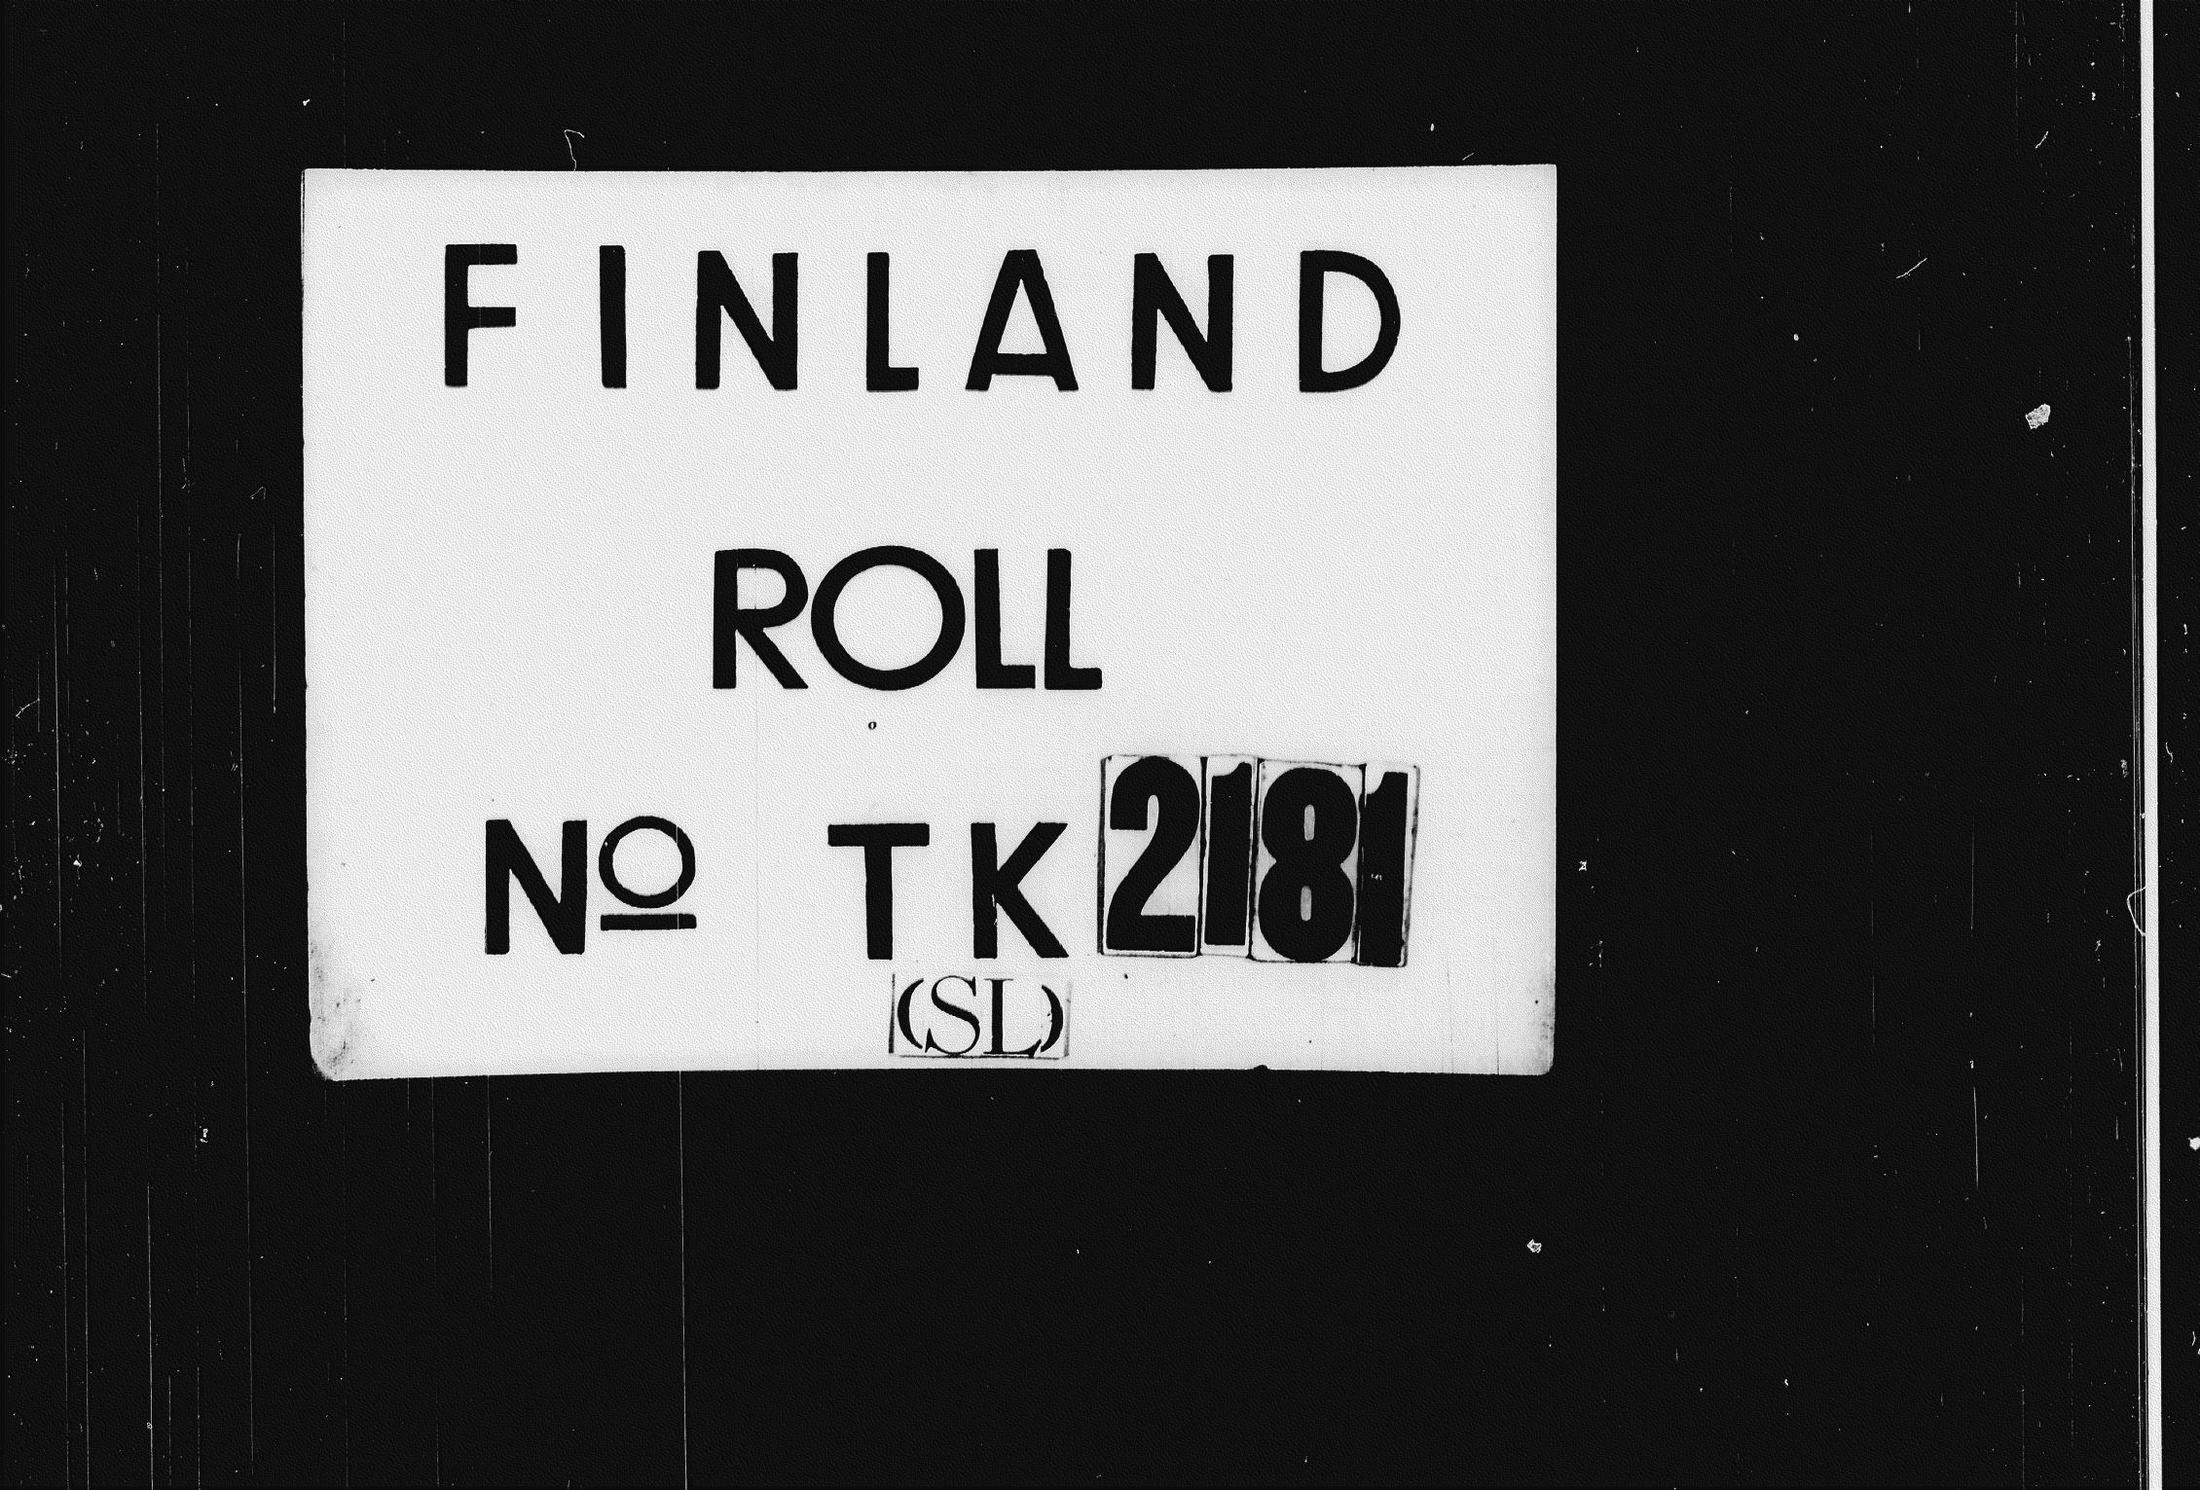 FINLAND
ROLL
Nº TK 2181
(SL)